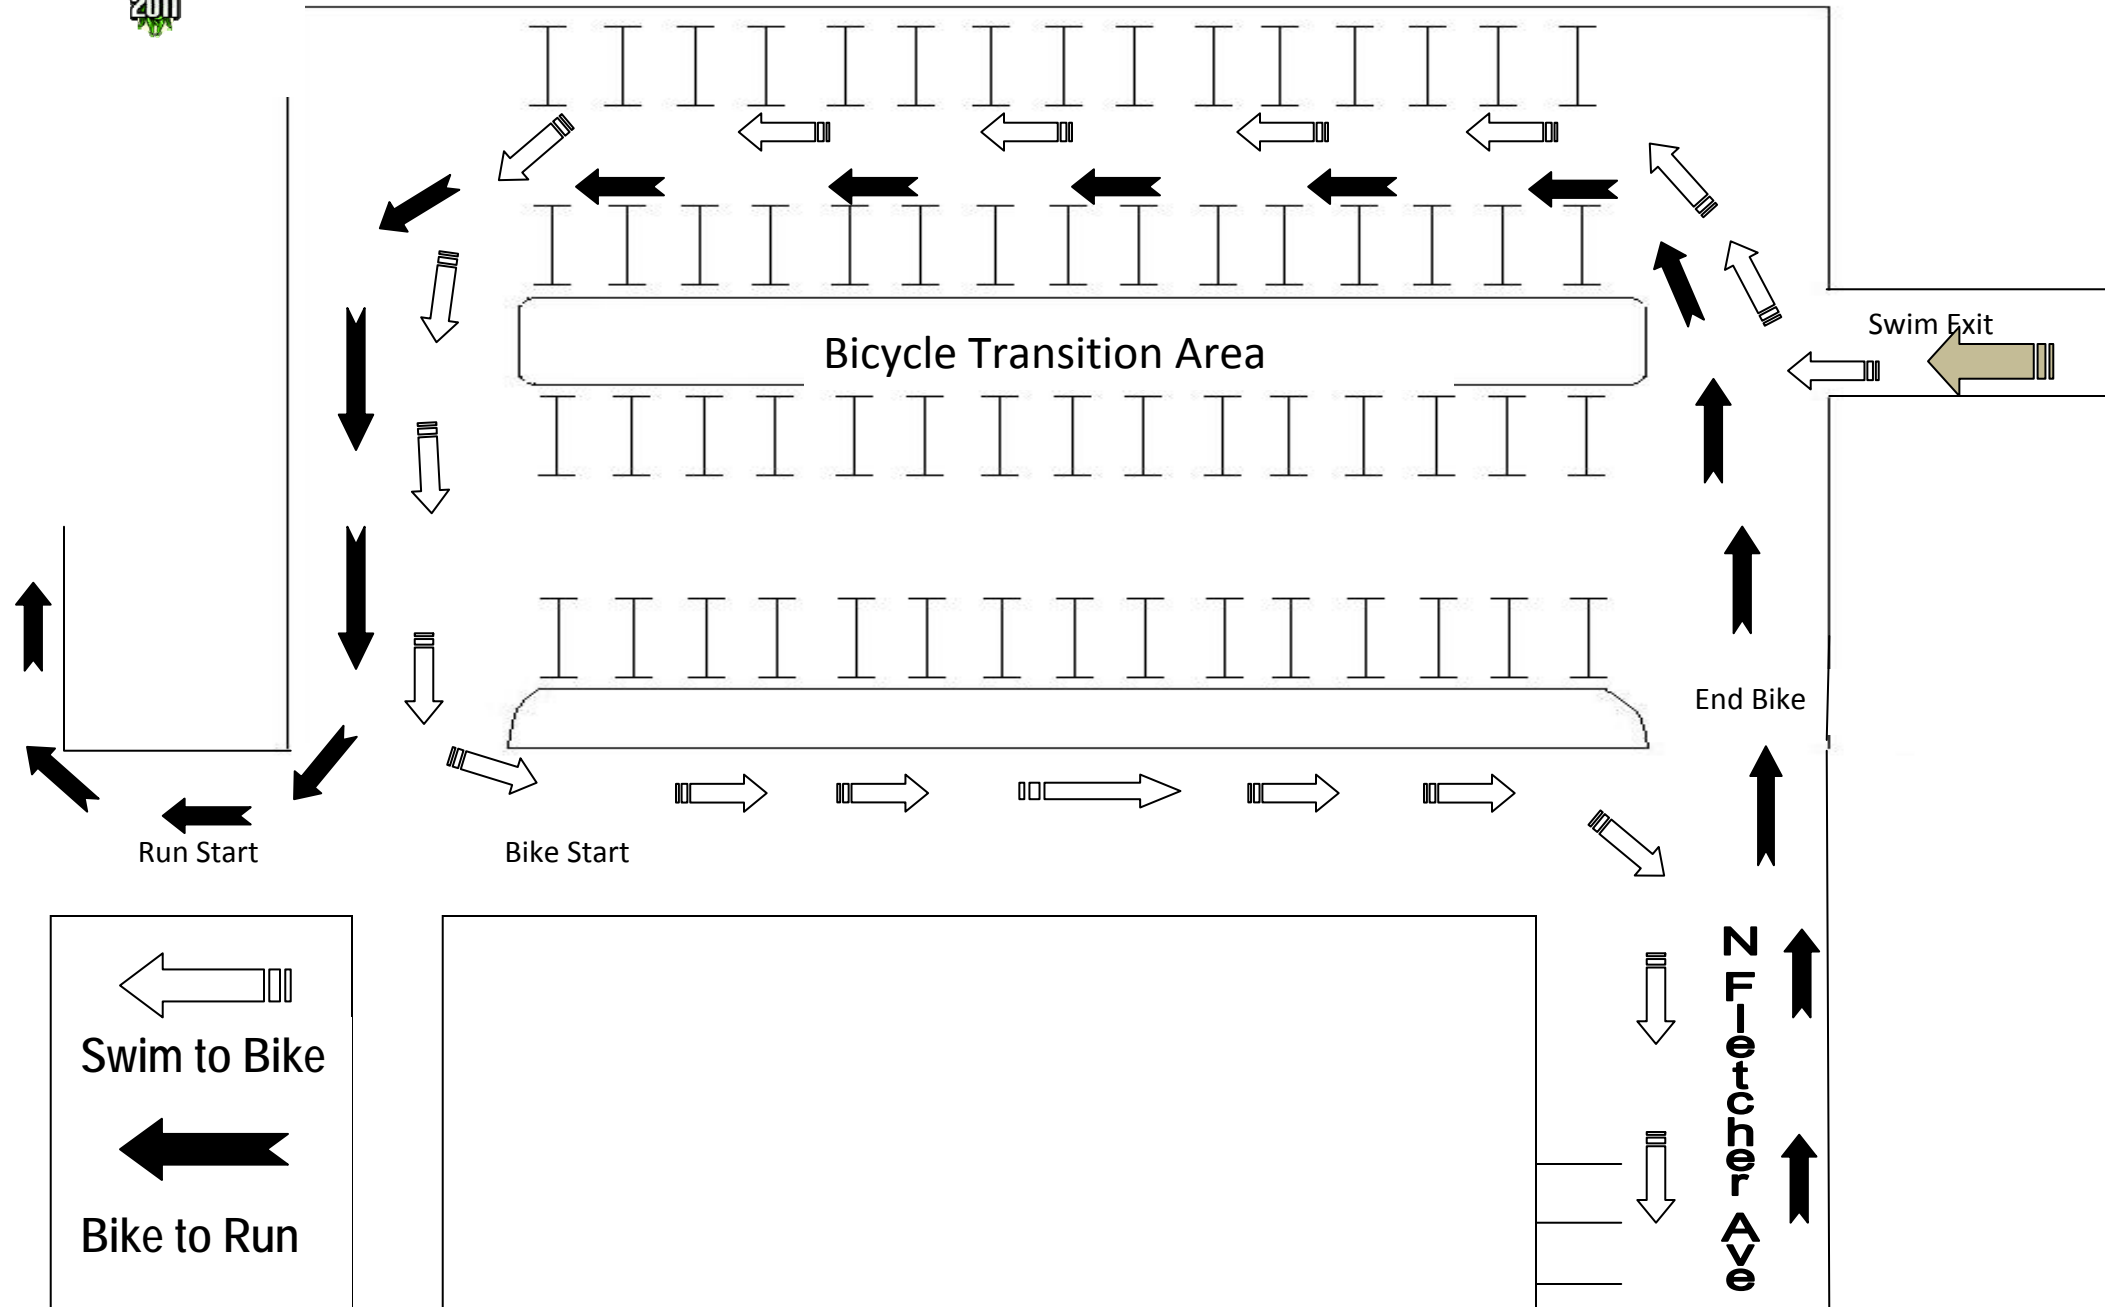 2011
Swim Exit
Bicycle Transition Area
End Bike
Run Start
Bike Start
N Fletcher Ave
Swim to Bike
Bike to Run